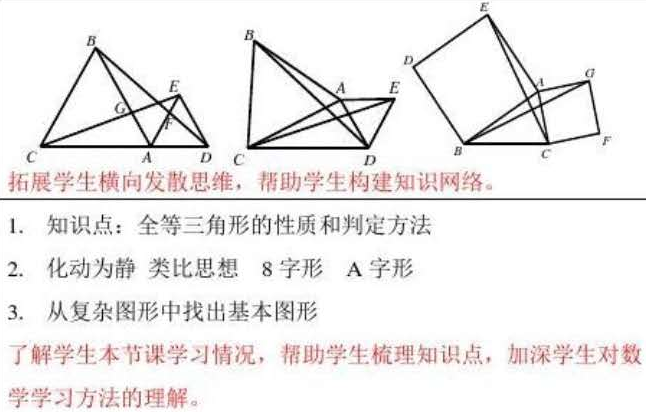 B
E
G
F
C
A
D
B
A
E
C
D
E
D
A
G
B
C
F
拓展学生横向发散思维，帮助学生构建知识网络。
1. 知识点：全等三角形的性质和判定方法
2. 化动为静 类比思想 8 字形 A 字形
3. 从复杂图形中找出基本图形
了解学生本节课学习情况，帮助学生梳理知识点，加深学生对数
学学习方法的理解。